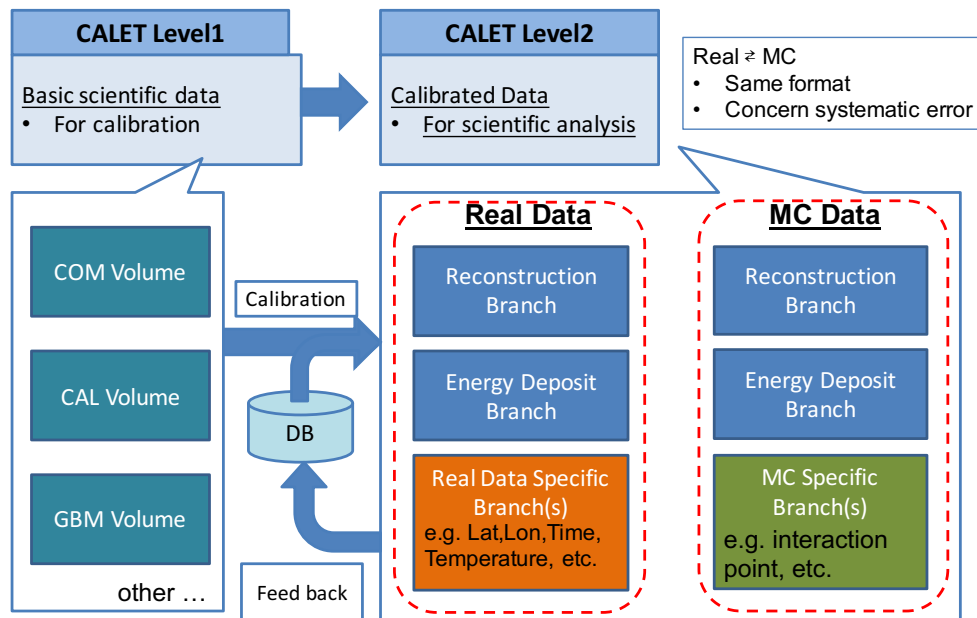 CALET Level1
Basic scientific data
• For calibration
CALET Level2
Calibrated Data
• For scientific analysis
Real ⇄ MC
• Same format
• Concern systematic error
COM Volume
CAL Volume
GBM Volume
other …
Calibration
DB
Feed back
Real Data
Reconstruction
Branch
Energy Deposit
Branch
Real Data Specific
Branch(s)
e.g. Lat,Lon,Time,
Temperature, etc.
MC Data
Reconstruction
Branch
Energy Deposit
Branch
MC Specific
Branch(s)
e.g. interaction
point, etc.